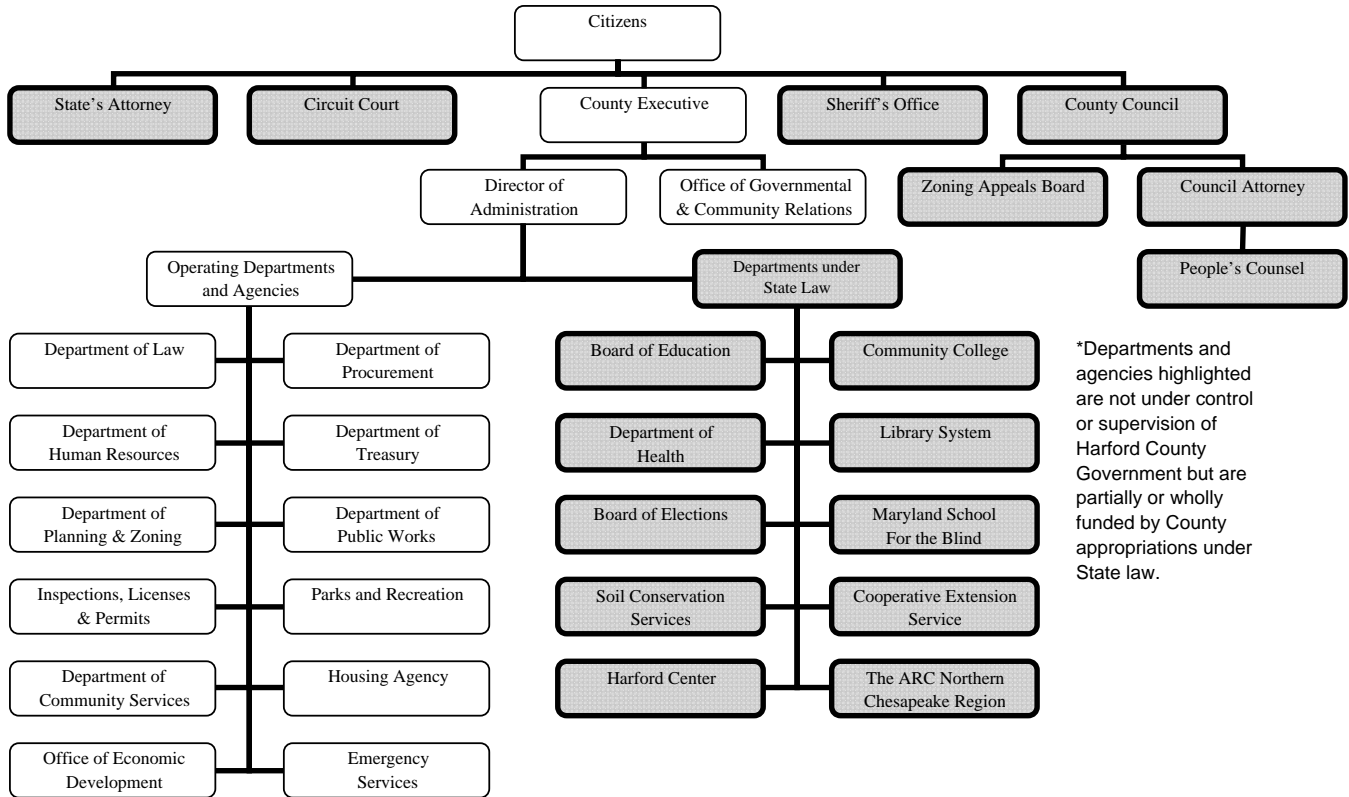 Citizens
State's Attorney
Circuit Court
County Executive
Sheriff's Office
County Council
Director of
Administration
Office of Governmental
& Community Relations
Zoning Appeals Board
Council Attorney
Operating Departments
and Agencies
Departments under
State Law
People's Counsel
Department of Law
Department of
Procurement
Board of Education
Community College
Department of
Human Resources
Department of
Treasury
Department of
Health
Library System
Department of
Planning & Zoning
Department of
Public Works
Board of Elections
Maryland School
For the Blind
Inspections, Licenses
& Permits
Parks and Recreation
Soil Conservation
Services
Cooperative Extension
Service
Department of
Community Services
Housing Agency
Harford Center
The ARC Northern
Chesapeake Region
Office of Economic
Development
Emergency
Services
*Departments and
agencies highlighted
are not under control
or supervision of
Harford County
Government but are
partially or wholly
funded by County
appropriations under
State law.